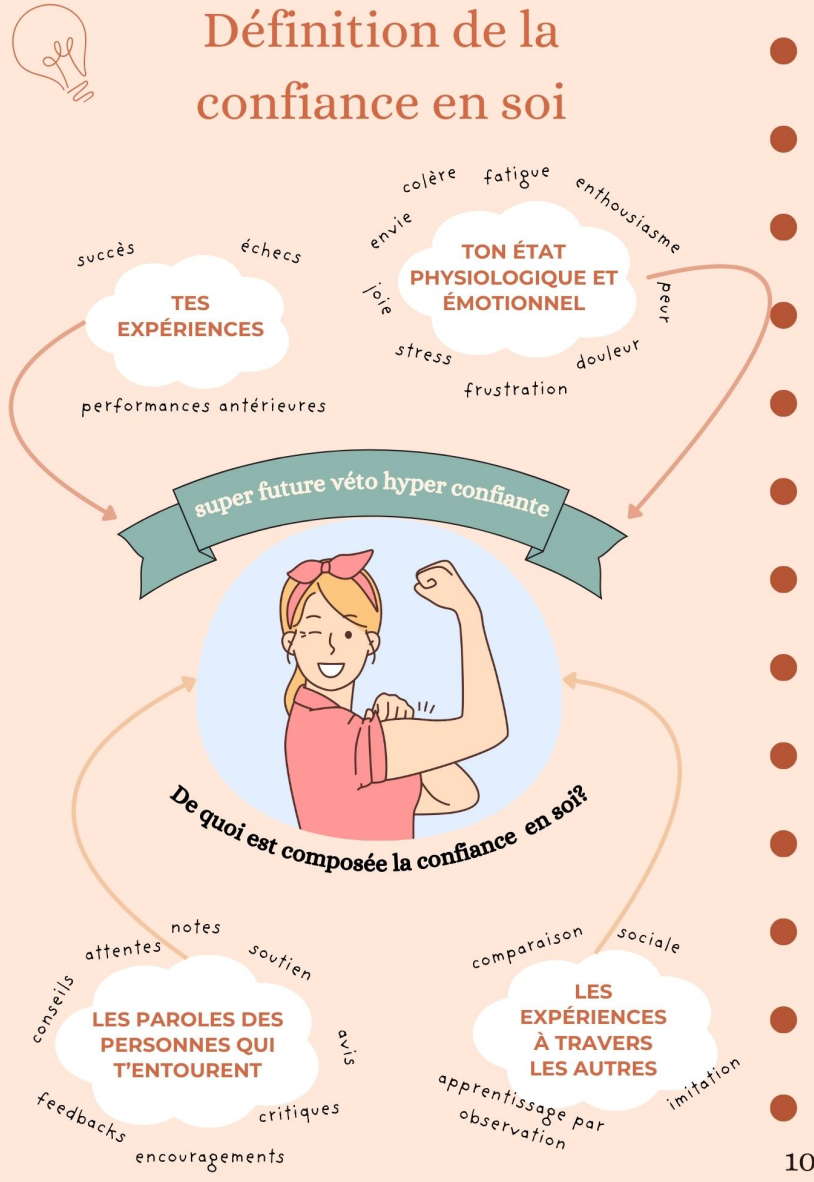 Définition de la
confiance en soi
succès
échecs
TES
EXPÉRIENCES
performances antérieures
colère
fatigue
enthousiasme
envie
TON ÉTAT
PHYSIOLOGIQUE ET
ÉMOTIONNEL
joie
peur
stress
douleur
frustration
super future véto hyper confiante
De quoi est composée la confiance en soi?
notes
attentes
soutien
conseils
LES PAROLES DES
PERSONNES QUI
T'ENTOURENT
avis
feedbacks
critiques
encouragements
comparaison sociale
LES
EXPÉRIENCES
À TRAVERS
LES AUTRES
imitation
apprentissage par
observation
10